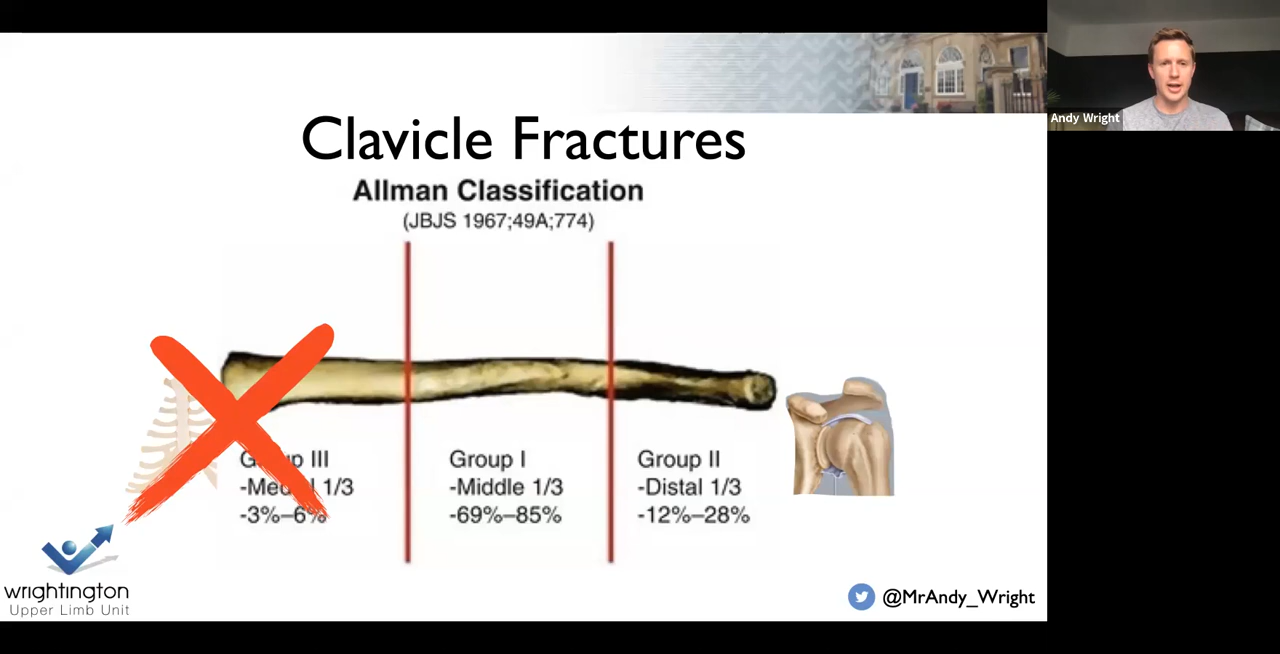 Clavicle Fractures
Allman Classification
(JBJS 1967;49A;774)
Group III
-Medial 1/3
-3%–6%
Group I
-Middle 1/3
-69%–85%
Group II
-Distal 1/3
-12%–28%
wrightington
Upper Limb Unit
@MrAndy_Wright
Andy Wright